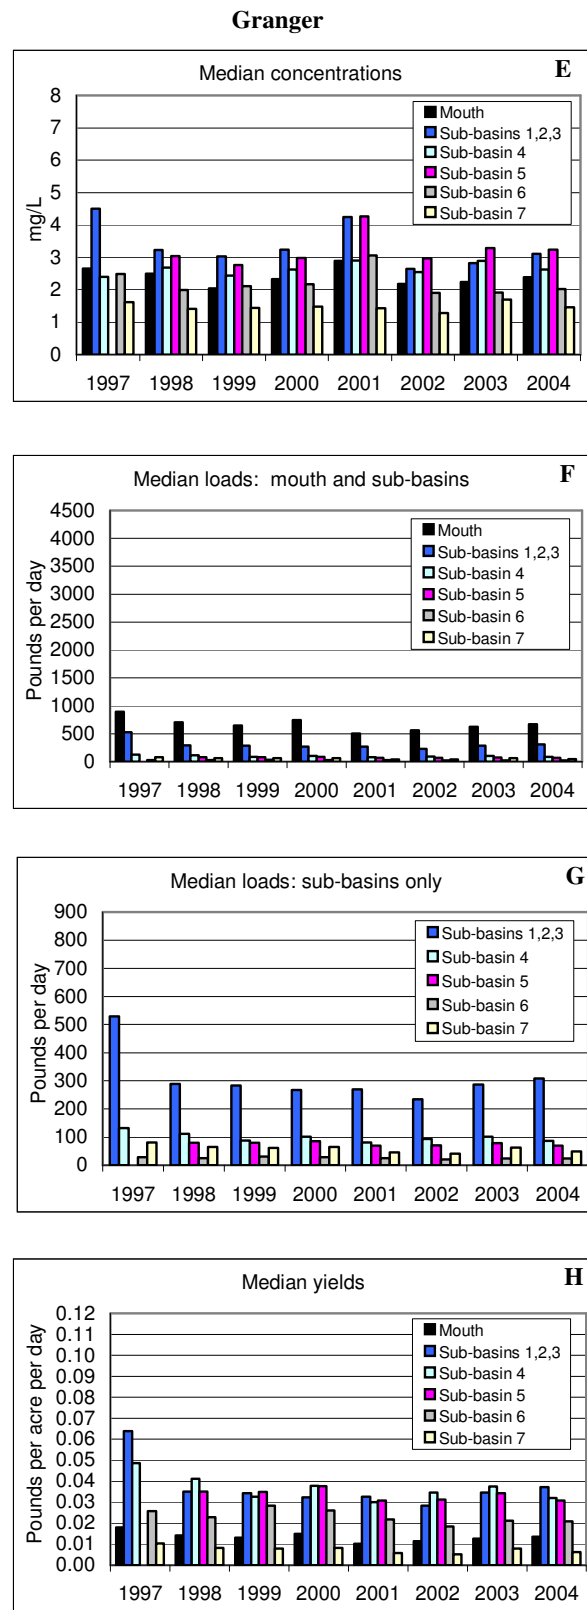 Granger
Median concentrations
E
mg/L
8
7
6
5
4
3
2
1
0
Mouth
Sub-basins 1,2,3
Sub-basin 4
Sub-basin 5
Sub-basin 6
Sub-basin 7
1997 1998 1999 2000 2001 2002 2003 2004
Median loads: mouth and sub-basins
F
Pounds per day
4500
4000
3500
3000
2500
2000
1500
1000
500
0
Mouth
Sub-basins 1,2,3
Sub-basin 4
Sub-basin 5
Sub-basin 6
Sub-basin 7
1997 1998 1999 2000 2001 2002 2003 2004
Median loads: sub-basins only
G
Pounds per day
900
800
700
600
500
400
300
200
100
0
Sub-basins 1,2,3
Sub-basin 4
Sub-basin 5
Sub-basin 6
Sub-basin 7
1997 1998 1999 2000 2001 2002 2003 2004
Median yields
H
Pounds per acre per day
0.12
0.11
0.10
0.09
0.08
0.07
0.06
0.05
0.04
0.03
0.02
0.01
0.00
Mouth
Sub-basins 1,2,3
Sub-basin 4
Sub-basin 5
Sub-basin 6
Sub-basin 7
1997 1998 1999 2000 2001 2002 2003 2004